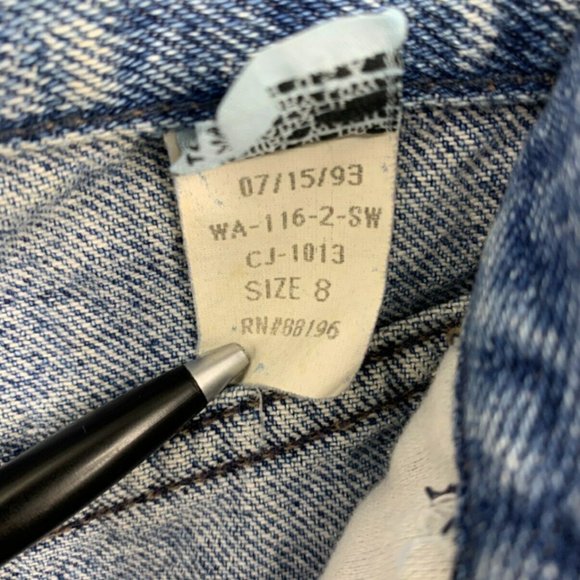 07/15/93
WA-116-2-SW
CJ-1013
SIZE 8
RN#88196